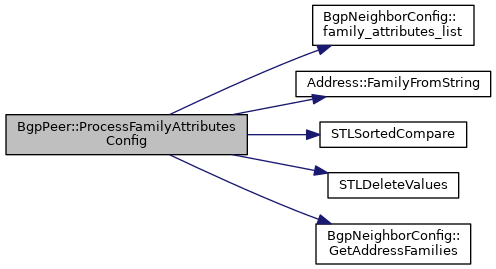 BgpPeer::ProcessFamilyAttributes
Config
BgpNeighborConfig::
family_attributes_list
Address::FamilyFromString
STLSortedCompare
STLDeleteValues
BgpNeighborConfig::
GetAddressFamilies